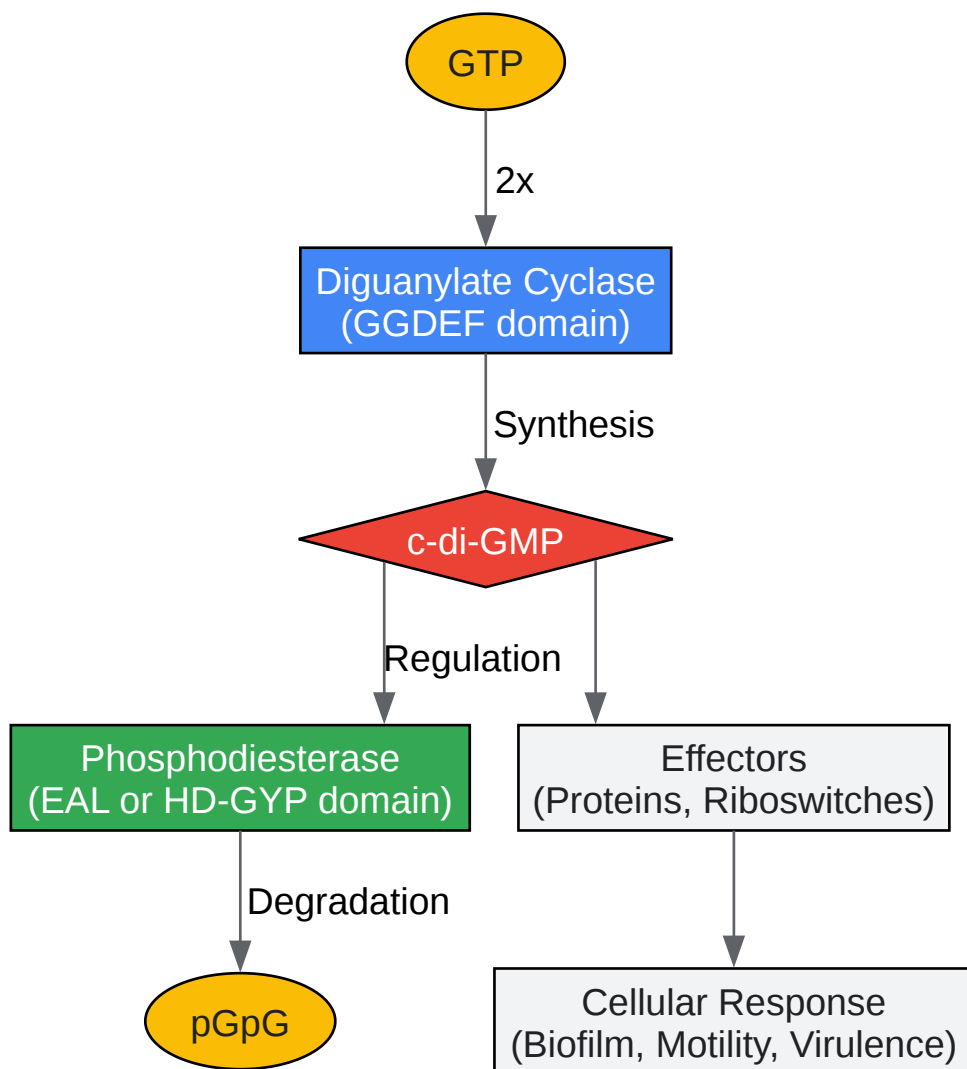 GTP
2x
Diguanylate Cyclase
(GGDEF domain)
Synthesis
c-di-GMP
Regulation
Phosphodiesterase
(EAL or HD-GYP domain)
Effectors
(Proteins, Riboswitches)
Degradation
pGpG
Cellular Response
(Biofilm, Motility, Virulence)